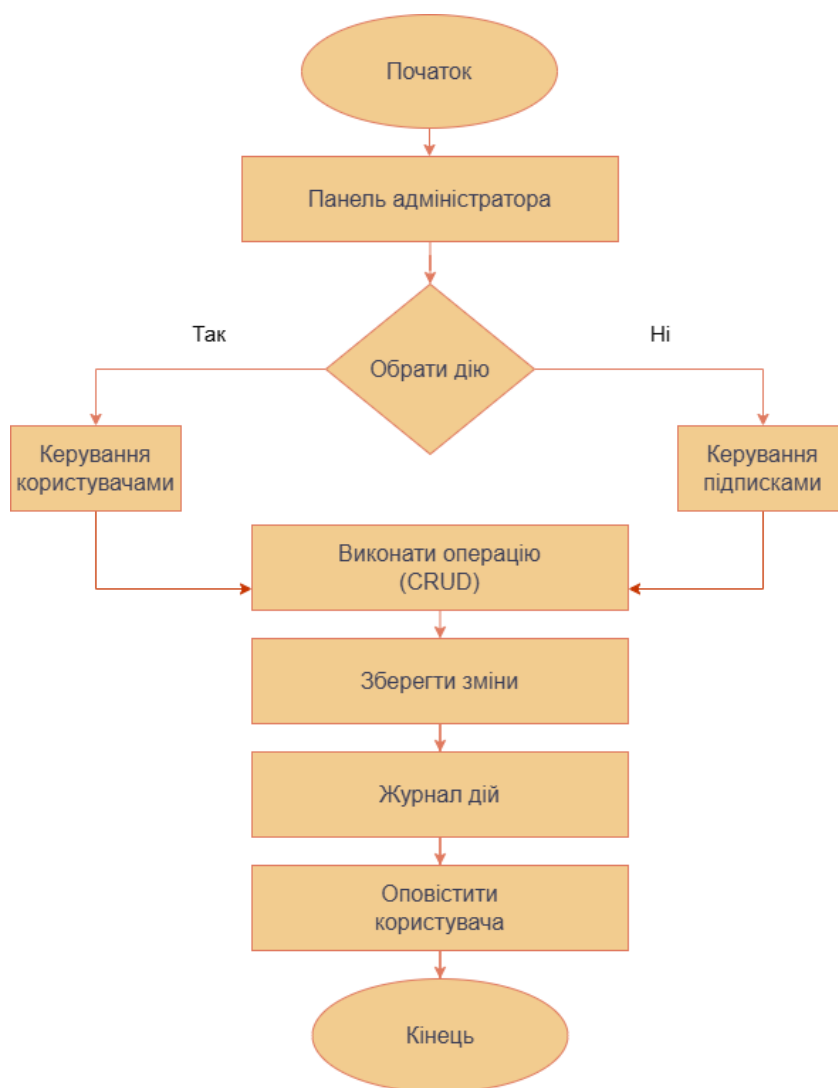 Початок
Панель адміністратора
Так
Ні
Обрати дію
Керування
користувачами
Керування
підписками
Виконати операцію
(CRUD)
Зберегти зміни
Журнал дій
Оповістити
користувача
Кінець